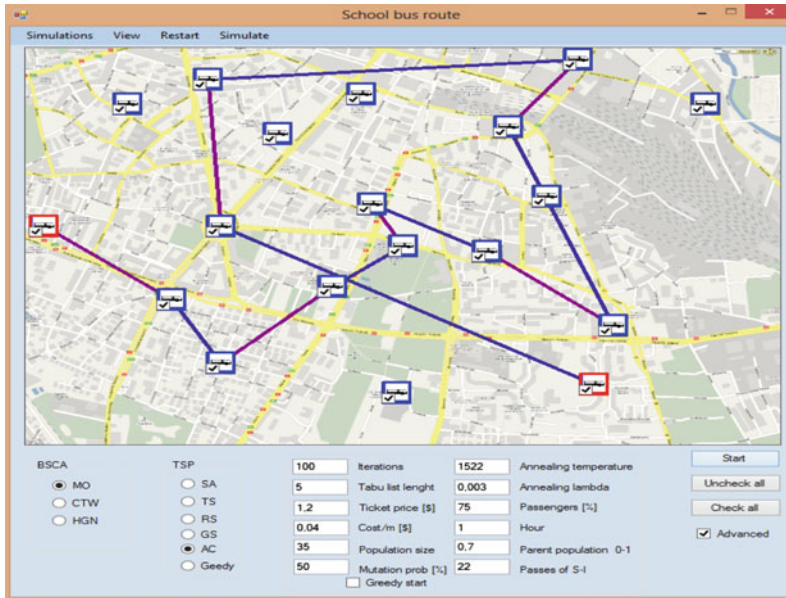 School bus route
Simulations View Restart Simulate
BSCA
MO
CTW
HGN
TSP
SA
TS
RS
GS
AC
Geedy
100 Iterations
5 Tabu list lenght
1,2 Ticket price [$]
0.04 Cost/m [$]
35 Population size
50 Mutation prob [%]
Greedy start
1522 Annealing temperature
0,003 Annealing lambda
75 Passengers [%]
1 Hour
0,7 Parent population 0-1
22 Passes of S-I
Start
Uncheck all
Check all
Advanced